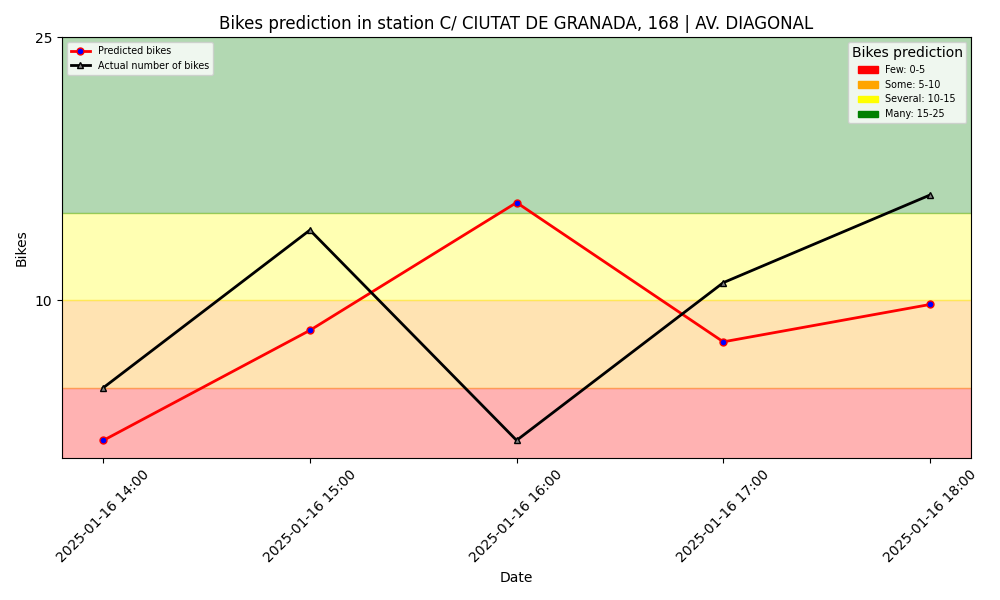 Bikes prediction in station C/ CIUTAT DE GRANADA, 168 | AV. DIAGONAL
25
Predicted bikes
Actual number of bikes
Bikes prediction
Few: 0-5
Some: 5-10
Several: 10-15
Many: 15-25
Bikes
10
2025-01-16 14:00
2025-01-16 15:00
2025-01-16 16:00
2025-01-16 17:00
2025-01-16 18:00
Date